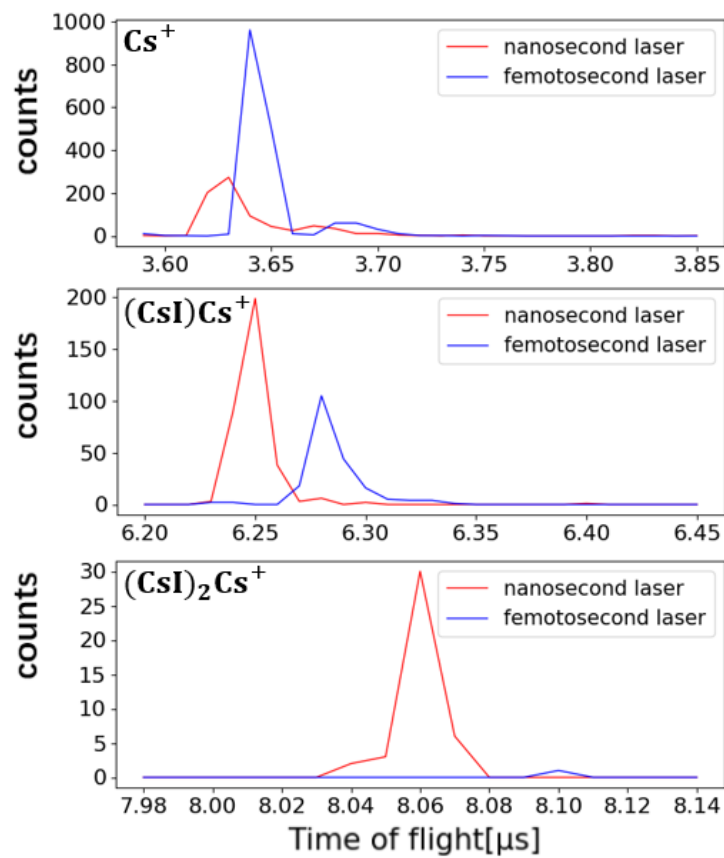 Cs⁺
nanosecond laser
femotosecond laser
counts
1000
800
600
400
200
0
3.60 3.65 3.70 3.75 3.80 3.85
(CsI)Cs⁺
nanosecond laser
femotosecond laser
counts
200
150
100
50
0
6.20 6.25 6.30 6.35 6.40 6.45
(CsI)₂Cs⁺
nanosecond laser
femotosecond laser
counts
30
25
20
15
10
5
0
7.98 8.00 8.02 8.04 8.06 8.08 8.10 8.12 8.14
Time of flight[μs]